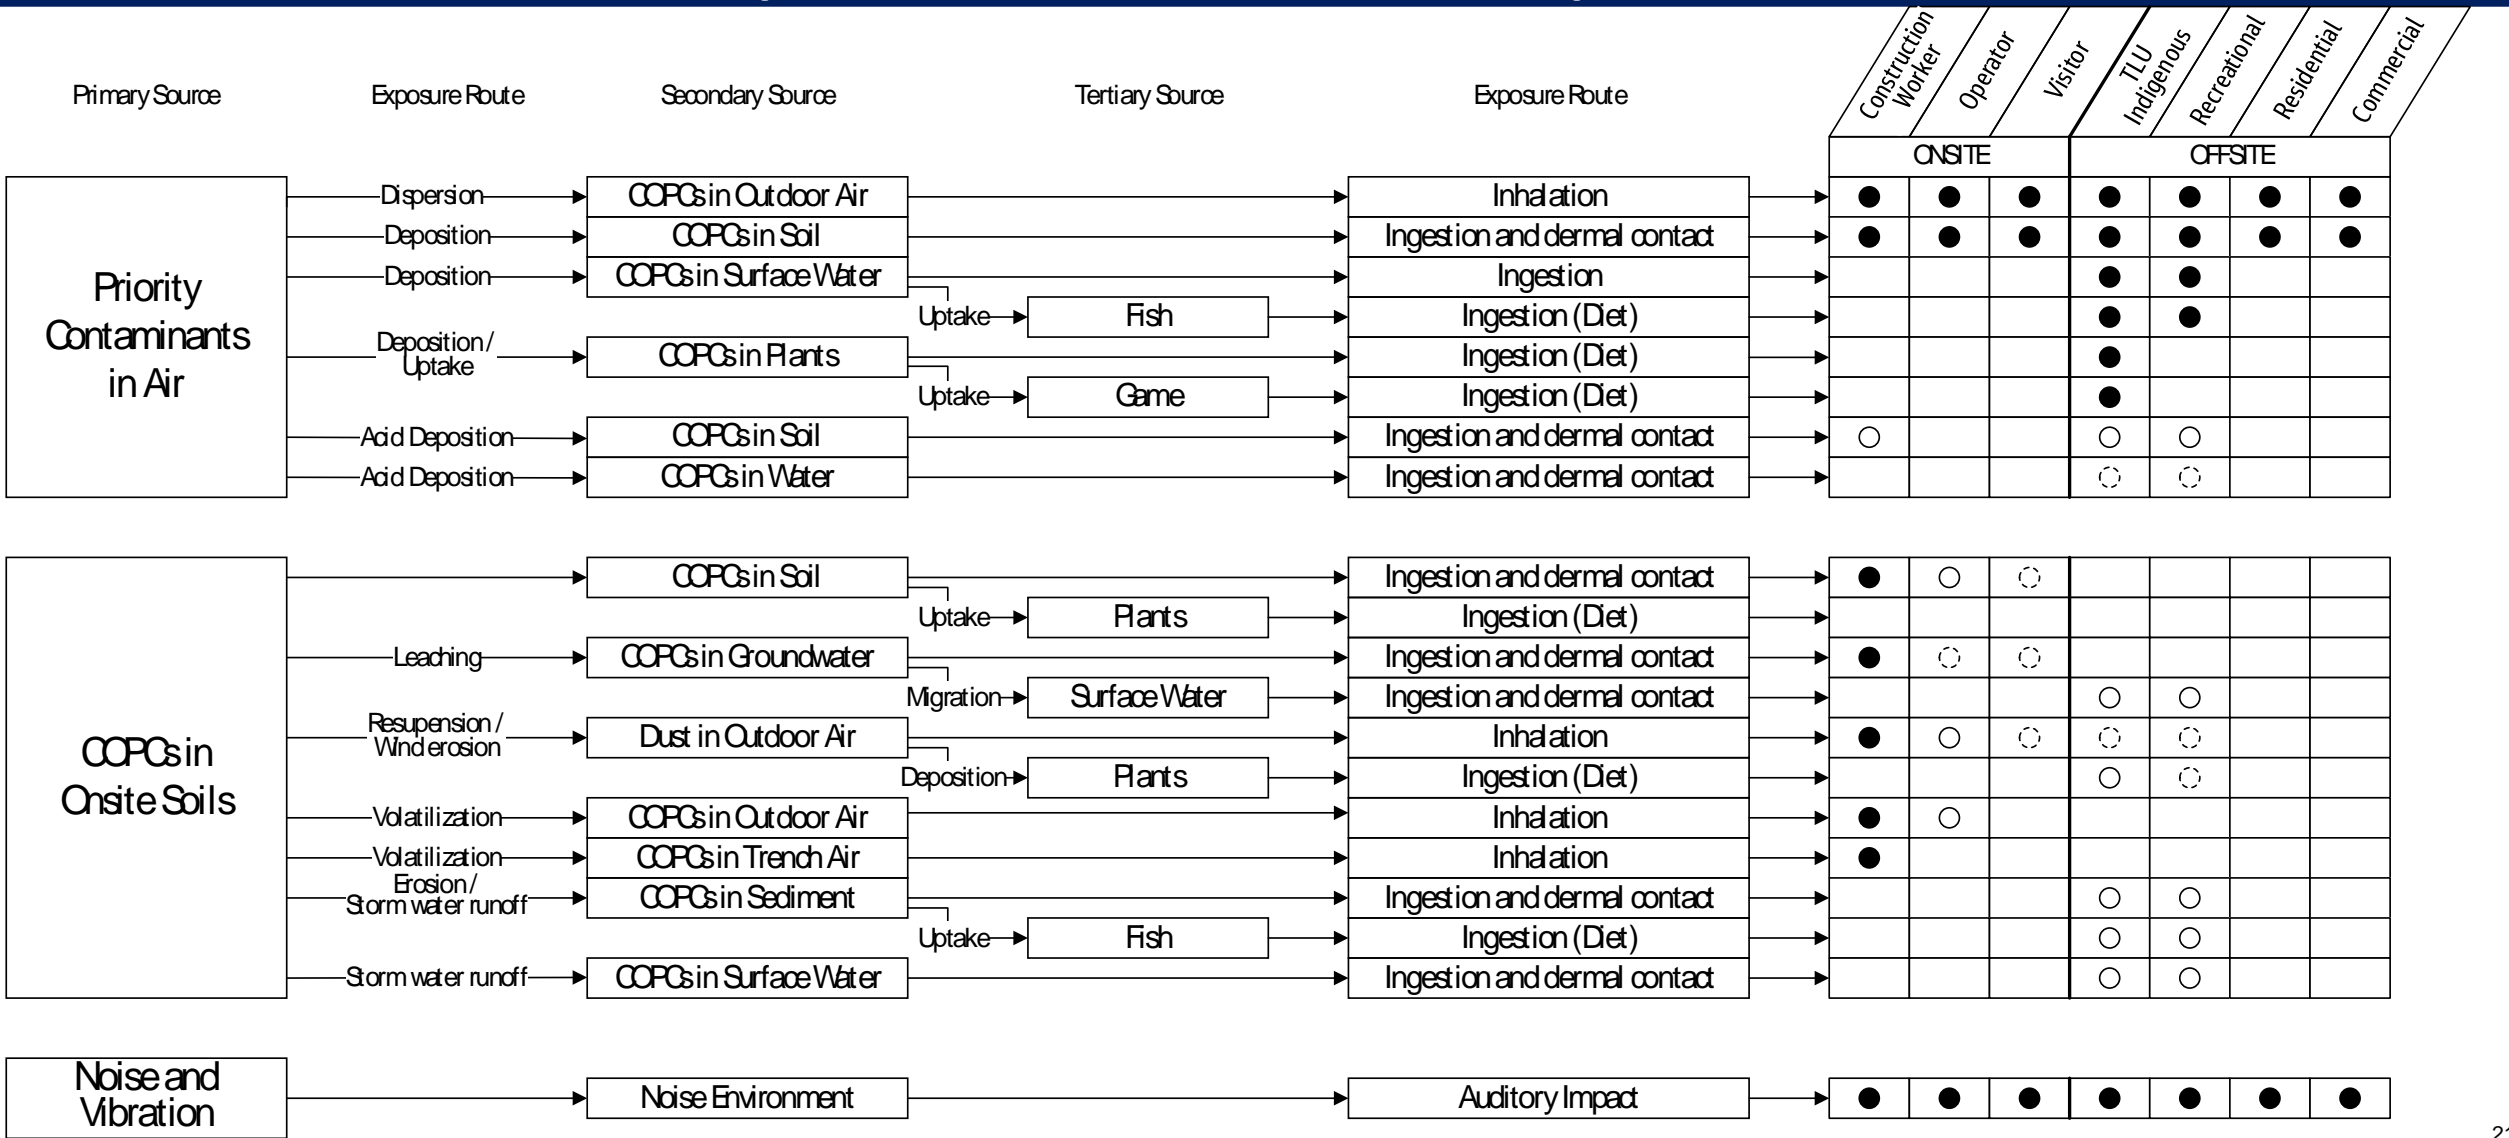 Primary Source
Exposure Route
Secondary Source
Tertiary Source
Exposure Route
Construction
Worker
Operator
Visitor
TLU
Indigenous
Recreational
Residential
Commercial
ONSITE
OFFSITE
Priority
Contaminants
in Air
Dispersion
COPCs in Outdoor Air
Inhalation
Deposition
COPCs in Soil
Ingestion and dermal contact
Deposition
COPCs in Surface Water
Ingestion
Uptake
Fish
Ingestion (Diet)
Deposition /
Uptake
COPCs in Plants
Ingestion (Diet)
Uptake
Game
Ingestion (Diet)
Acid Deposition
COPCs in Soil
Ingestion and dermal contact
Acid Deposition
COPCs in Water
Ingestion and dermal contact
COPCs in
Onsite Soils
COPCs in Soil
Ingestion and dermal contact
Uptake
Plants
Ingestion (Diet)
Leaching
COPCs in Groundwater
Ingestion and dermal contact
Migration
Surface Water
Ingestion and dermal contact
Resupension /
Wind erosion
Dust in Outdoor Air
Inhalation
Deposition
Plants
Ingestion (Diet)
Volatilization
COPCs in Outdoor Air
Inhalation
Volatilization
COPCs in Trench Air
Inhalation
Erosion /
Storm water runoff
COPCs in Sediment
Ingestion and dermal contact
Uptake
Fish
Ingestion (Diet)
Storm water runoff
COPCs in Surface Water
Ingestion and dermal contact
Noise and
Vibration
Noise Environment
Auditory Impact